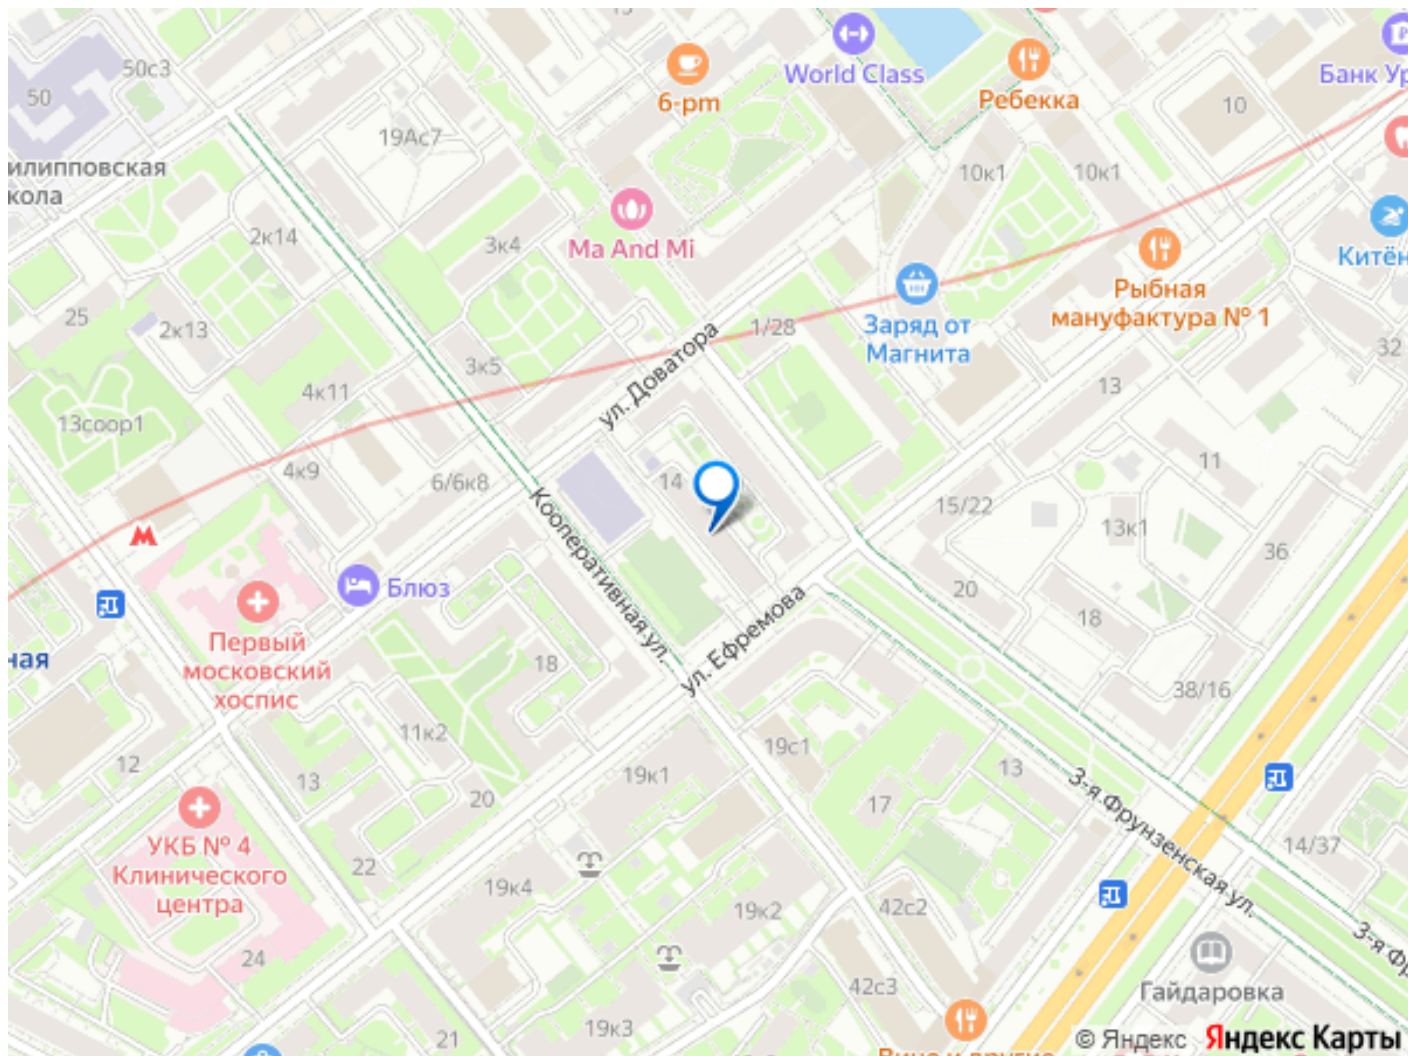 50с3
50
World Class
6-pm
Ребекка
Банк Ур
10
19Ас7
илипповская
кола
10к1
10к1
2к14
3к4
Ma And Mi
Китён
Рыбная
мануфактура № 1
25
2к13
1/28
Заряд от
Магнита
32
ул. Доватора
3к5
13
4к11
13соор1
11
4к9
6/6к8
14
15/22
13к1
36
Кооперативная ул.
Блюз
20
18
Первый
московский
хоспис
ная
ул. Ефремова
18
38/16
11к2
19с1
12
13
19к1
13
3-я Фрунзенская ул.
20
17
УКБ № 4
Клинического
центра
14/37
22
19к4
19к2
42с2
3-я Фр
24
42с3
Гайдаровка
19к3
21
Вино и другие
© Яндекс Яндекс Карты